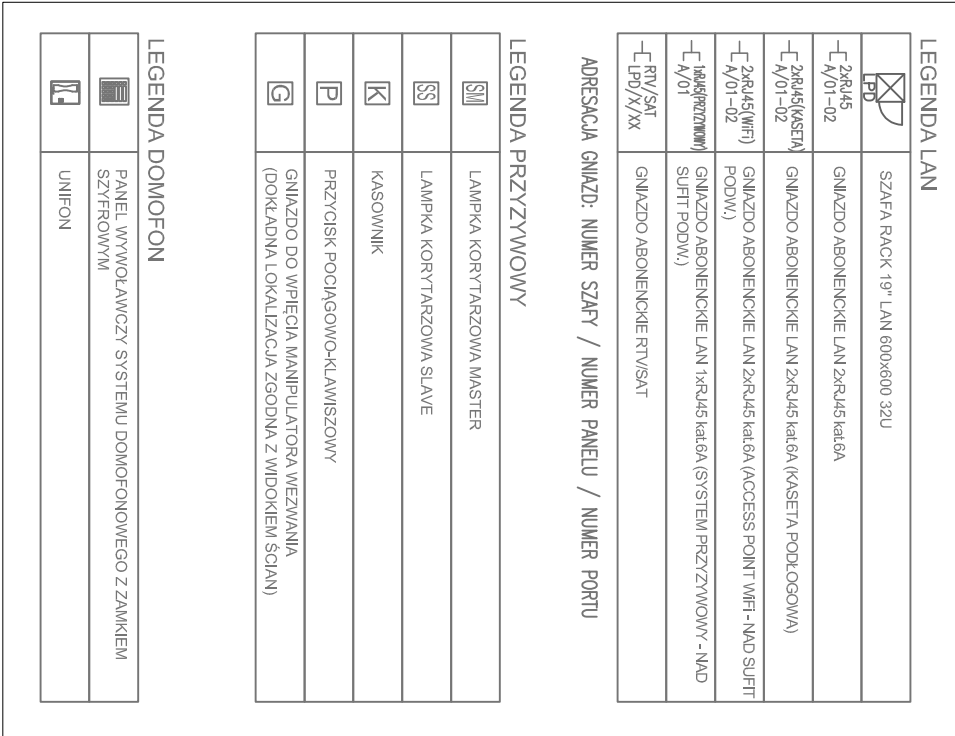 LEGENDA LAN
LPD
SZAFA RACK 19" LAN 600x600 32U
2xRJ45
A/01-02
GNIAZDO ABONENCKIE LAN 2xRJ45 kat.6A
2xRJ45(KASETA)
A/01-02
GNIAZDO ABONENCKIE LAN 2xRJ45 kat.6A (KASETA PODŁOGOWA)
2xRJ45(WiFi)
A/01-02
GNIAZDO ABONENCKIE LAN 2xRJ45 kat.6A (ACCESS POINT WiFi - NAD SUFIT
PODW.)
1xRJ45(PRZYZYWOWY)
A/01
GNIAZDO ABONENCKIE LAN 1xRJ45 kat.6A (SYSTEM PRZYZYWOWY - NAD
SUFIT PODW.)
RTV/SAT
LPD/X/XX
GNIAZDO ABONENCKIE RTV/SAT
ADRESACJA GNIAZD: NUMER SZAFY / NUMER PANELU / NUMER PORTU
LEGENDA PRZYZYWOWY
SM
LAMPKA KORYTARZOWA MASTER
SS
LAMPKA KORYTARZOWA SLAVE
K
KASOWNIK
P
PRZYCISK POCIĄGOWO-KLAWISZOWY
G
GNIAZDO DO WPIĘCIA MANIPULATORA WEZWANIA
(DOKŁADNA LOKALIZACJA ZGODNA Z WIDOKIEM ŚCIAN)
LEGENDA DOMOFON
PANEL WYWOŁAWCZY SYSTEMU DOMOFONOWEGO Z ZAMKIEM
SZYFROWYM
UNIFON